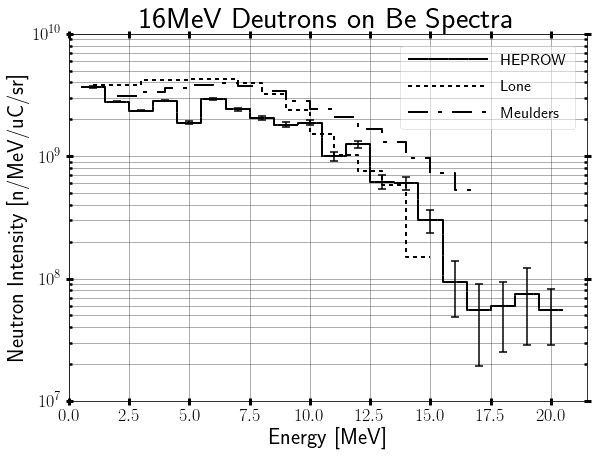 16MeV Deutrons on Be Spectra
Neutron Intensity [n/MeV/uC/sr]
10^10
10^9
10^8
10^7
HEPROW
Lone
Meulders
0.0 2.5 5.0 7.5 10.0 12.5 15.0 17.5 20.0
Energy [MeV]